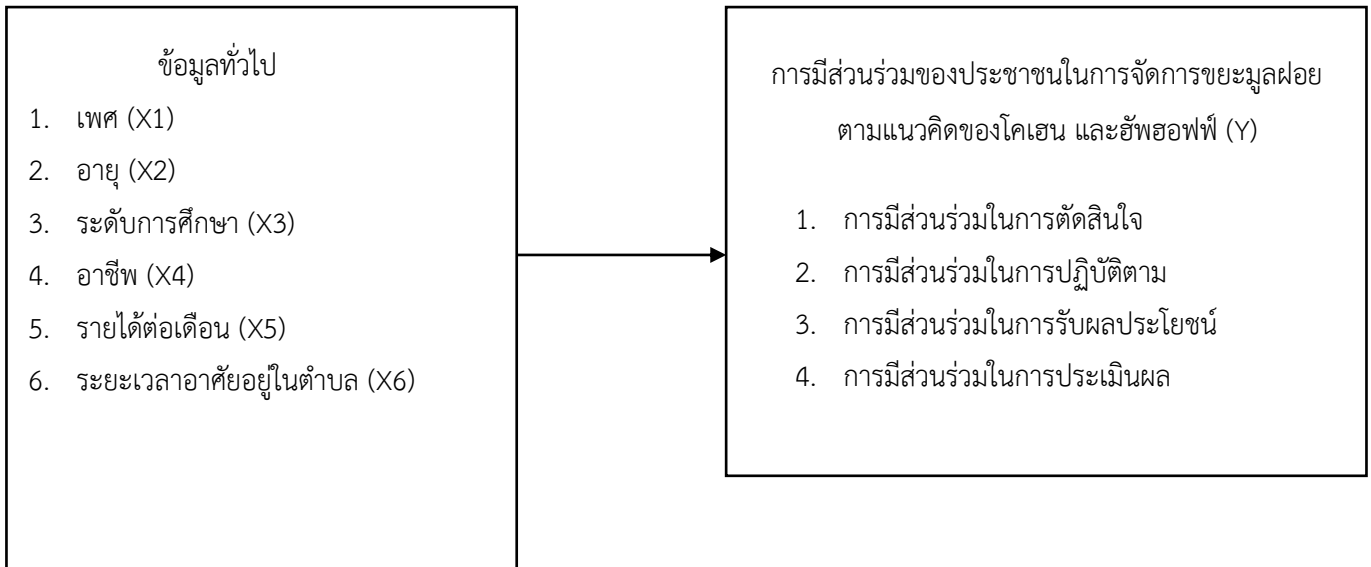 ข้อมูลทั่วไป
1. เพศ (X1)
2. อายุ (X2)
3. ระดับการศึกษา (X3)
4. อาชีพ (X4)
5. รายได้ต่อเดือน (X5)
6. ระยะเวลาอาศัยอยู่ในตำบล (X6)
การมีส่วนร่วมของประชาชนในการจัดการขยะมูลฝอย
ตามแนวคิดของโคเฮน และฮัพฮอฟฟ์ (Y)
1. การมีส่วนร่วมในการตัดสินใจ
2. การมีส่วนร่วมในการปฏิบัติตาม
3. การมีส่วนร่วมในการรับผลประโยชน์
4. การมีส่วนร่วมในการประเมินผล